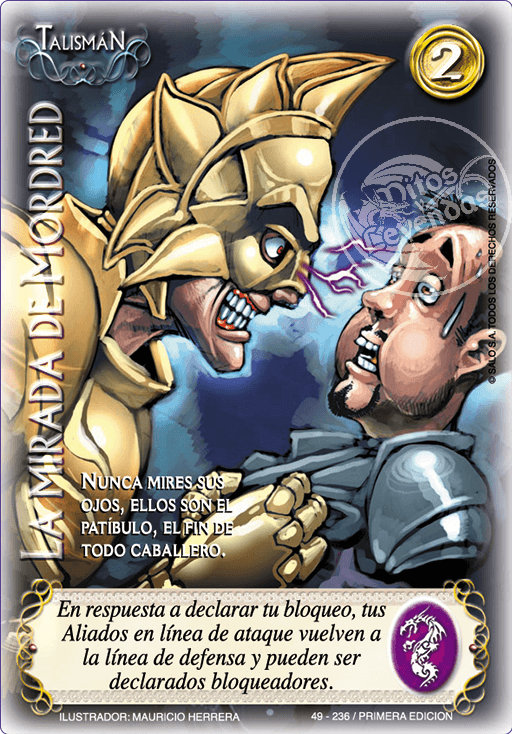 TALISMÁN
2
LA MIRADA DE MORDRED
Mitos
Leyendas
© SALO S.A. TODOS LOS DERECHOS RESERVADOS
NUNCA MIRES SUS
OJOS, ELLOS SON EL
PATÍBULO, EL FIN DE
TODO CABALLERO.
En respuesta a declarar tu bloqueo, tus
Aliados en línea de ataque vuelven a
la línea de defensa y pueden ser
declarados bloqueadores.
ILUSTRADOR: MAURICIO HERRERA
49 - 236 / PRIMERA EDICION